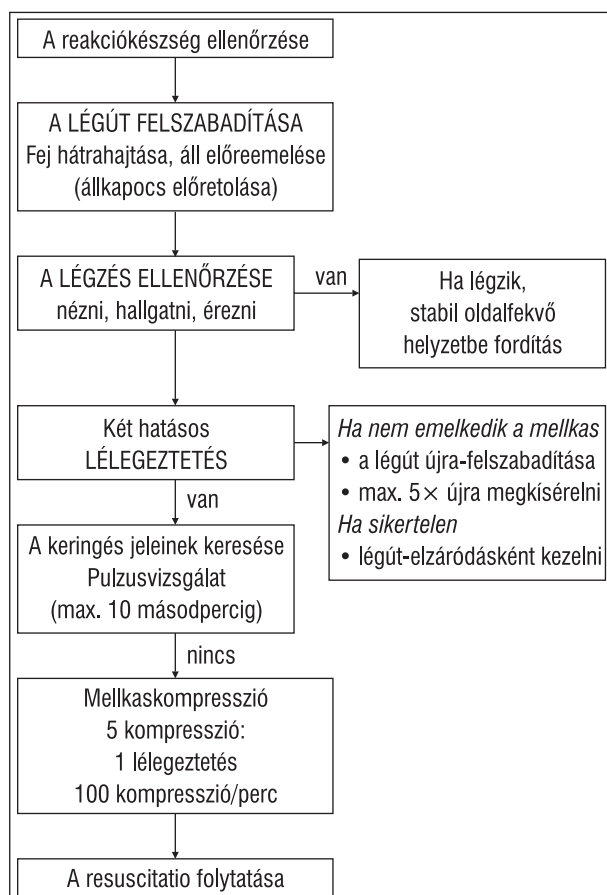 A reakciókészség ellenőrzése
A LÉGÚT FELSZABADÍTÁSA
Fej hátrahajtása, áll előreemelése
(állkapocs előretolása)
A LÉGZÉS ELLENŐRZÉSE
nézni, hallgatni, érezni
van
Ha légzik,
stabil oldalfekvő
helyzetbe fordítás
Két hatásos
LÉLEGEZTETÉS
Ha nem emelkedik a mellkas
• a légút újra-felszabadítása
• max. 5× újra megkísérelni
Ha sikertelen
• légút-elzáródásként kezelni
van
A keringés jeleinek keresése
Pulzusvizsgálat
(max. 10 másodpercig)
nincs
Mellkaskompresszió
5 kompresszió:
1 lélegeztetés
100 kompresszió/perc
A resuscitatio folytatása